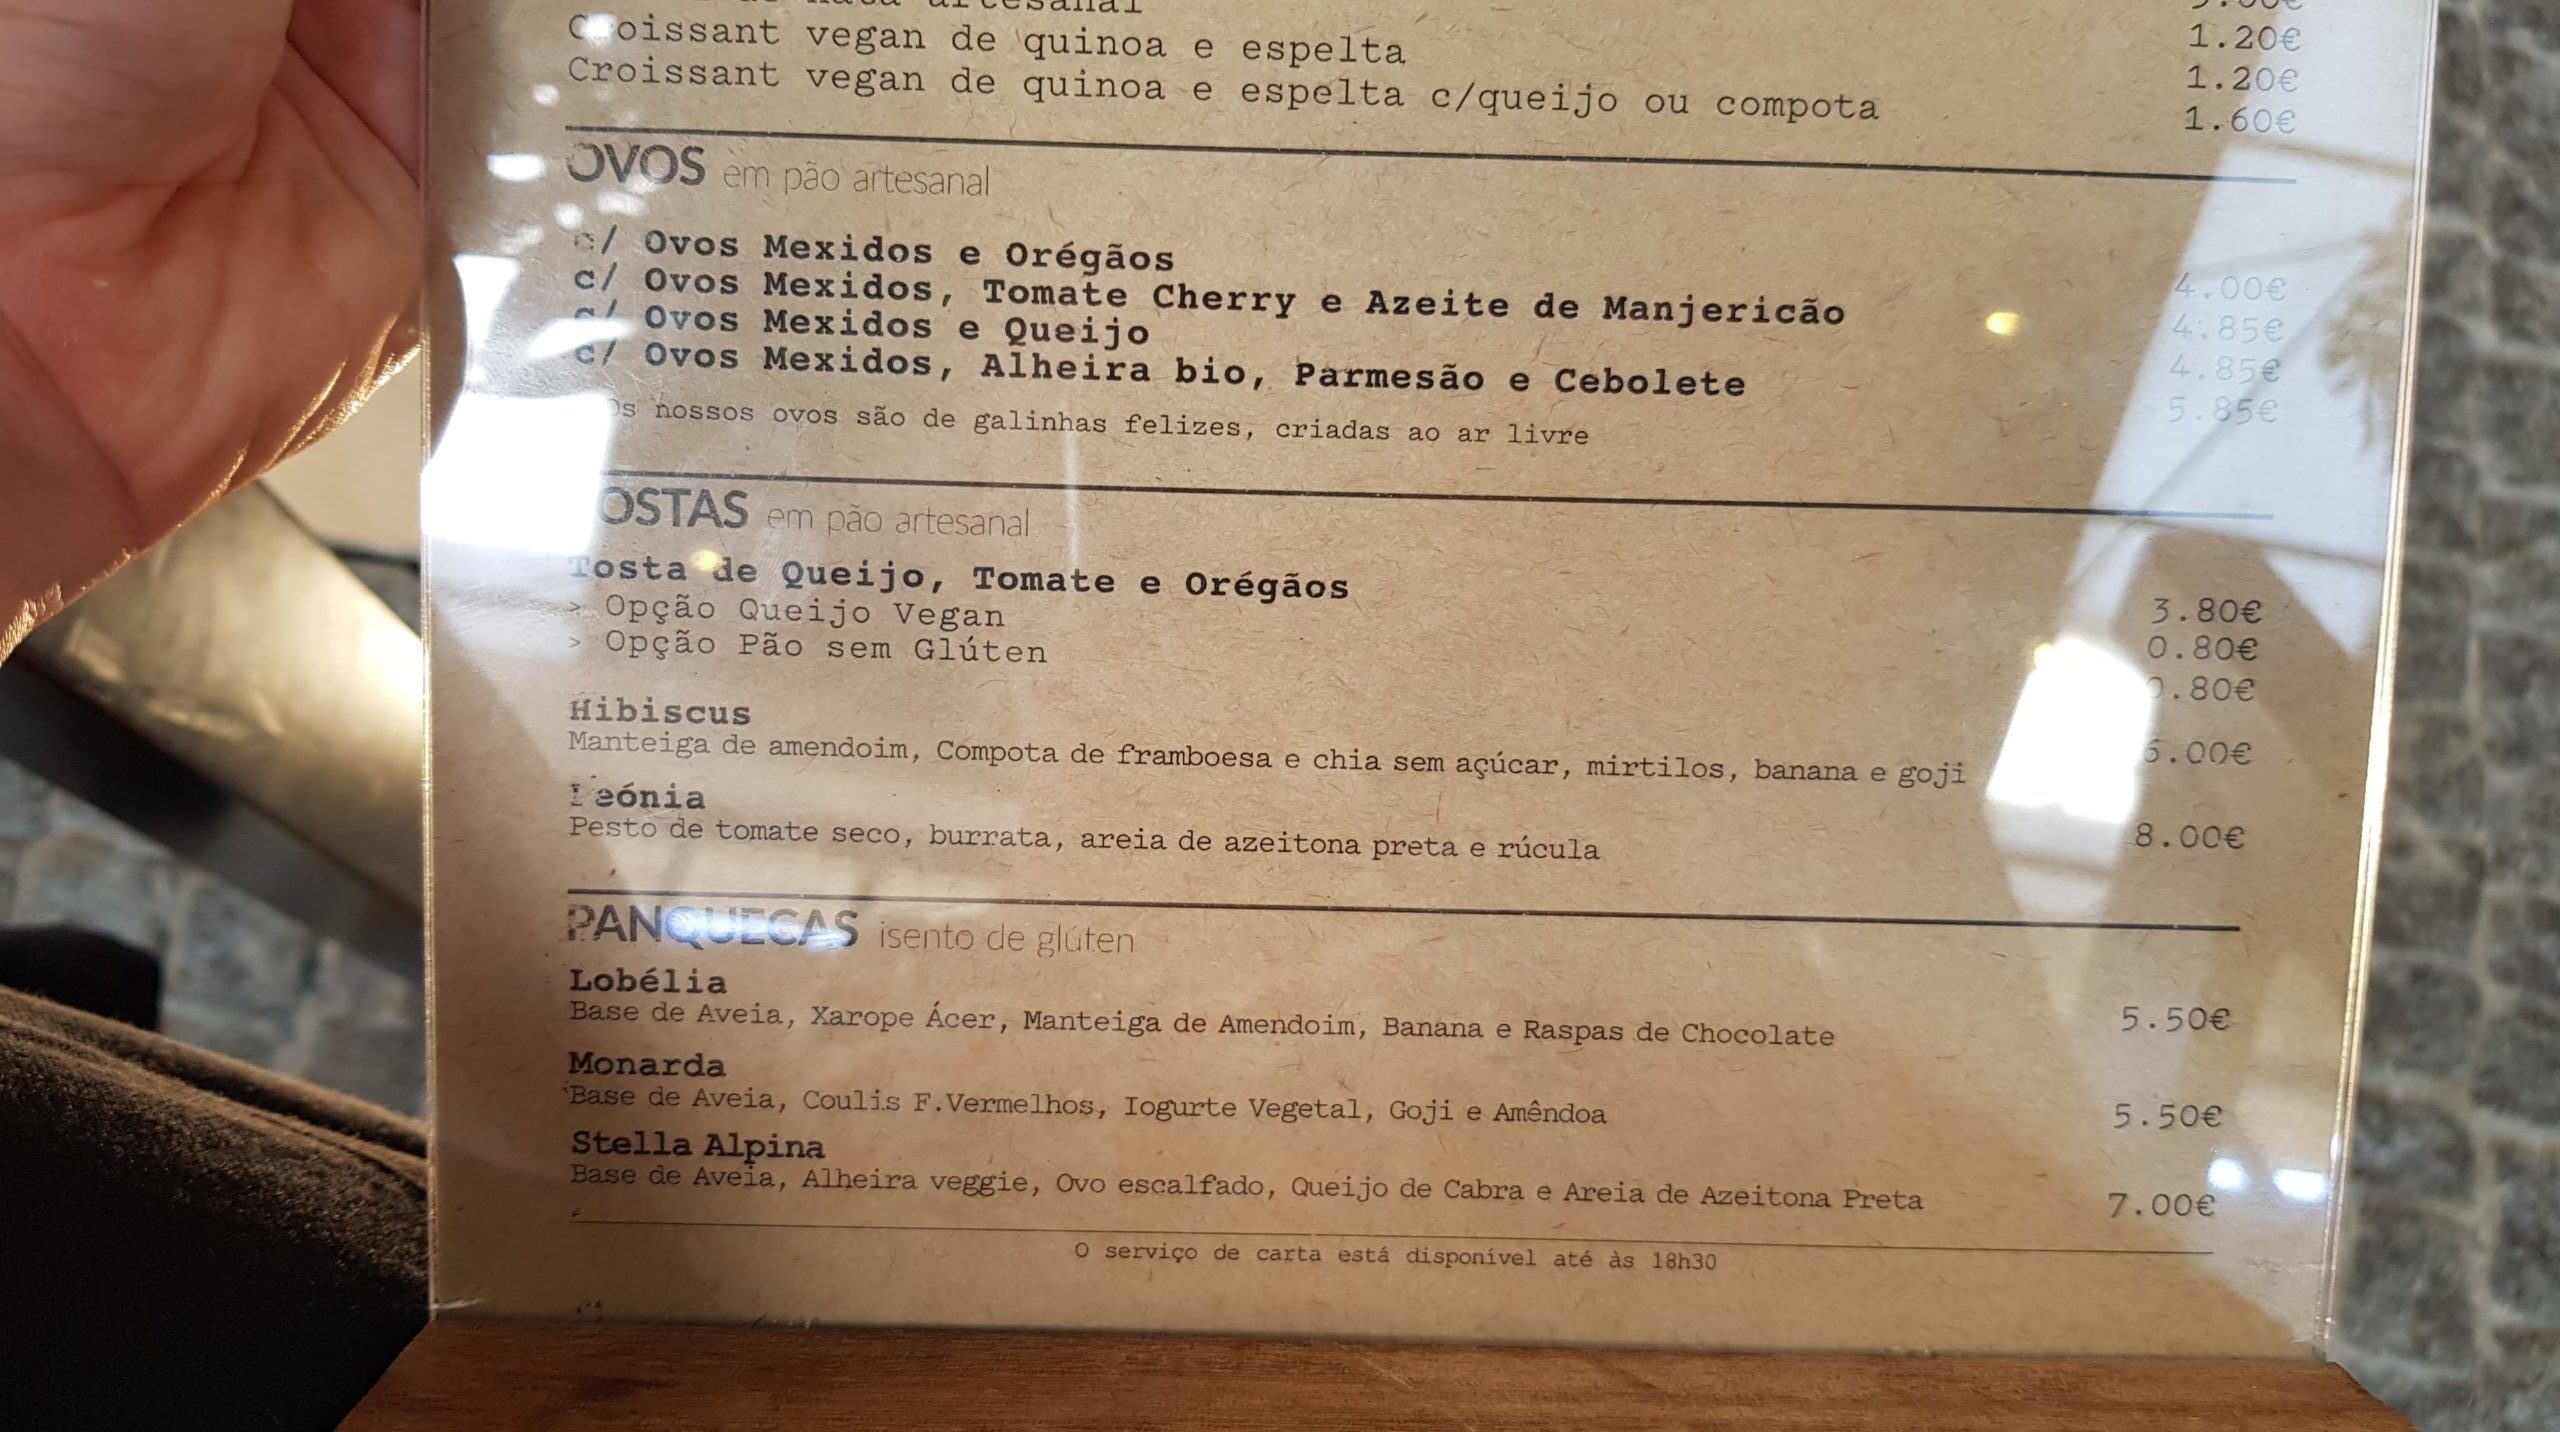 artesanal
Croissant vegan de quinoa e espelta 1.20€
Croissant vegan de quinoa e espelta c/queijo ou compota 1.20€
1.60€
OVOS em pão artesanal
c/ Ovos Mexidos e Orégãos 4.00€
c/ Ovos Mexidos, Tomate Cherry e Azeite de Manjericão 4.85€
c/ Ovos Mexidos e Queijo 4.85€
c/ Ovos Mexidos, Alheira bio, Parmesão e Cebolete 5.85€
Os nossos ovos são de galinhas felizes, criadas ao ar livre
TOSTAS em pão artesanal
Tosta de Queijo, Tomate e Orégãos 3.80€
> Opção Queijo Vegan 0.80€
> Opção Pão sem Glúten 0.80€
Hibiscus
Manteiga de amendoim, Compota de framboesa e chia sem açúcar, mirtilos, banana e goji
Leónia 8.00€
Pesto de tomate seco, burrata, areia de azeitona preta e rúcula
PANQUECAS isento de glúten
Lobélia 5.50€
Base de Aveia, Xarope Ácer, Manteiga de Amendoim, Banana e Raspas de Chocolate
Monarda 5.50€
Base de Aveia, Coulis F.Vermelhos, Iogurte Vegetal, Goji e Amêndoa
Stella Alpina 7.00€
Base de Aveia, Alheira veggie, Ovo escalfado, Queijo de Cabra e Areia de Azeitona Preta
O serviço de carta está disponível até às 18h30